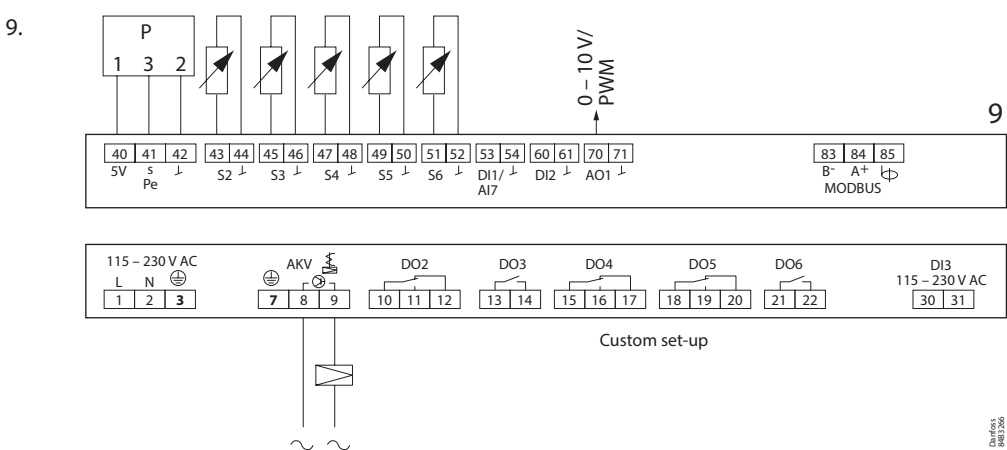 9.
P
1 3 2
0 – 10 V/
PWM
9
40 41 42 43 44 45 46 47 48 49 50 51 52 53 54 60 61 70 71 83 84 85
5V s S2 S3 S4 S5 S6 DI1/ DI2 AO1 B- A+
Pe AI7 MODBUS
115 – 230 V AC AKV DO2 DO3 DO4 DO5 DO6 DI3
L N 115 – 230 V AC
1 2 3 7 8 9 10 11 12 13 14 15 16 17 18 19 20 21 22 30 31
Custom set-up
Danfoss
84B3266